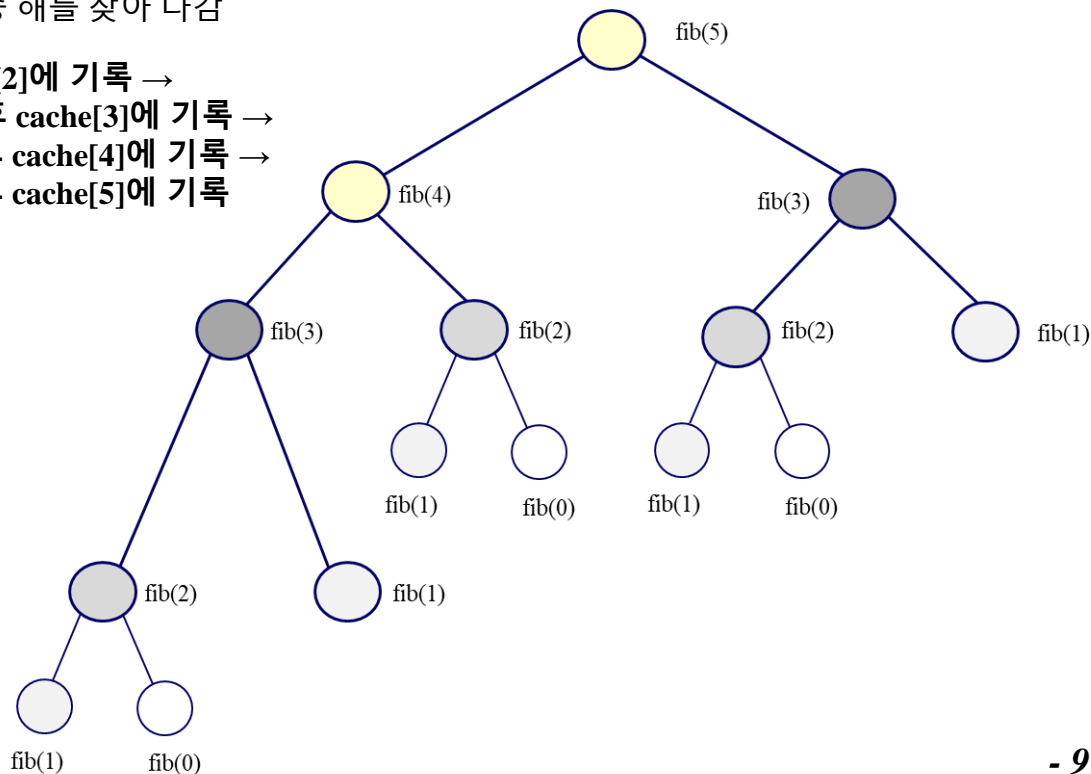 해를 찾아 나감
fib(5)
[2]에 기록 →
cache[3]에 기록 →
cache[4]에 기록 →
cache[5]에 기록
fib(4)
fib(3)
fib(3)
fib(2)
fib(2)
fib(1)
fib(1)
fib(0)
fib(1)
fib(0)
fib(2)
fib(1)
fib(1)
fib(0)
- 9